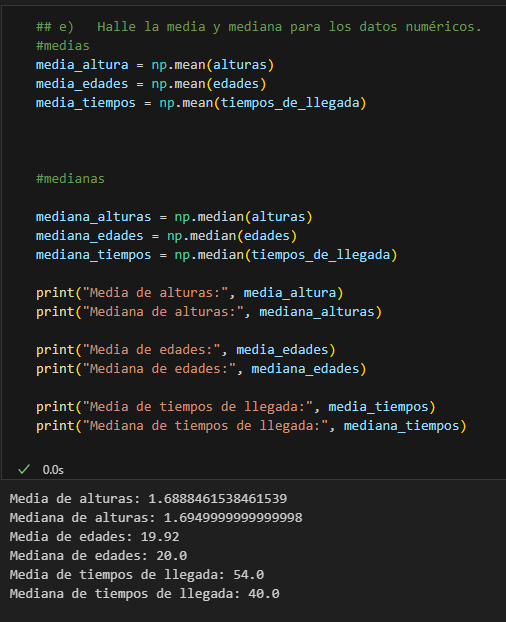 ## e)   Halle la media y mediana para los datos numéricos.
#medias
media_altura = np.mean(alturas)
media_edades = np.mean(edades)
media_tiempos = np.mean(tiempos_de_llegada)
#medianas
mediana_alturas = np.median(alturas)
mediana_edades = np.median(edades)
mediana_tiempos = np.median(tiempos_de_llegada)
print("Media de alturas:", media_altura)
print("Mediana de alturas:", mediana_alturas)
print("Media de edades:", media_edades)
print("Mediana de edades:", mediana_edades)
print("Media de tiempos de llegada:", media_tiempos)
print("Mediana de tiempos de llegada:", mediana_tiempos)
0.0s
Media de alturas: 1.6888461538461539
Mediana de alturas: 1.6949999999999998
Media de edades: 19.92
Mediana de edades: 20.0
Media de tiempos de llegada: 54.0
Mediana de tiempos de llegada: 40.0